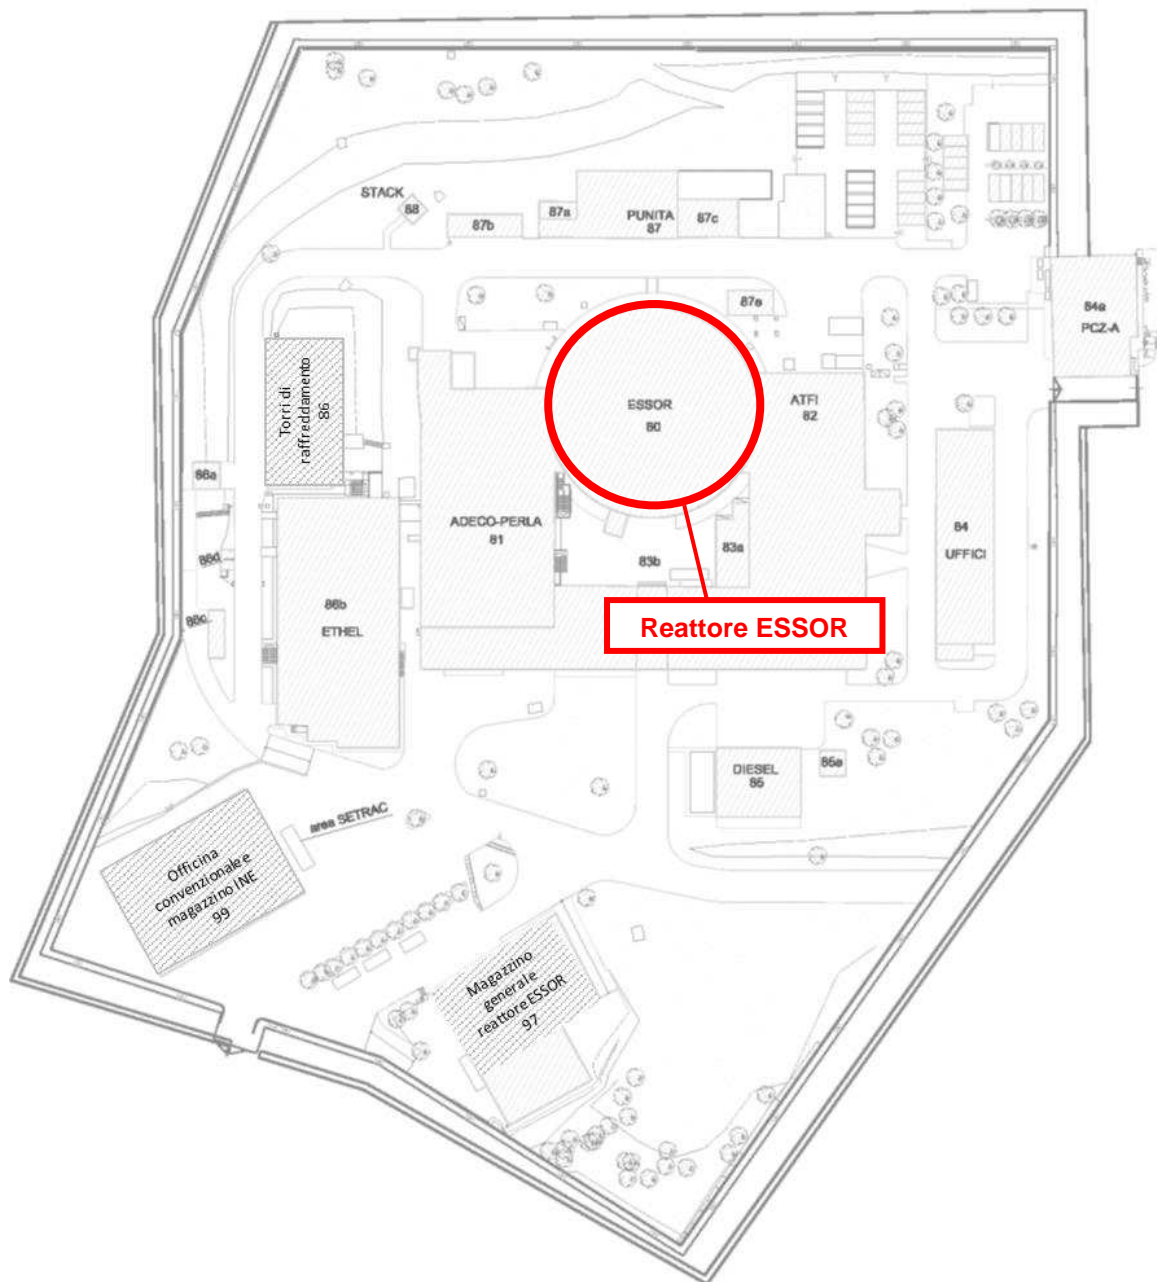 STACK
88
87b
87a
PUNITA
87
87c
87e
84a
PCZ-A
Torri di
raffreddamento
86
ESSOR
80
ATFI
82
86a
ADECO-PERLA
81
84
UFFICI
86d
83a
83b
86b
ETHEL
86c
Reattore ESSOR
DIESEL
85
85a
area SETRAC
Officina
convenzionale e
magazzino INE
99
Magazzino
generale
reattore ESSOR
97